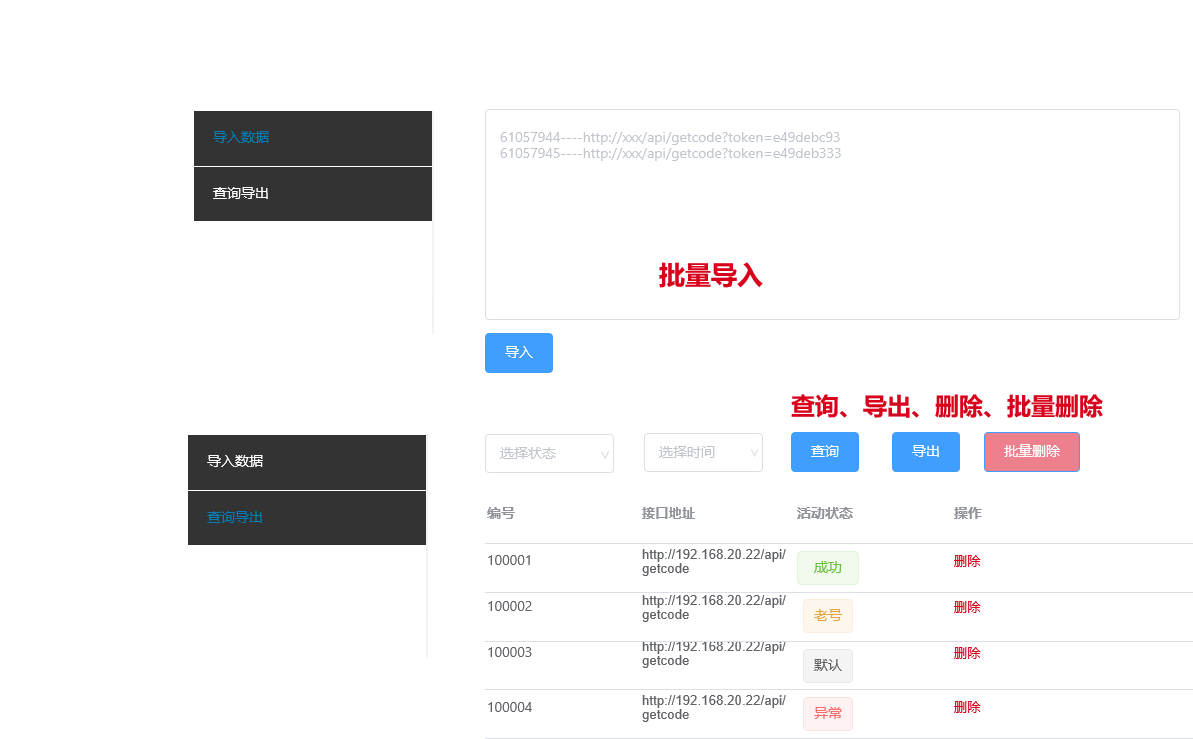 导入数据
查询导出
61057944----http://xxx/api/getcode?token=e49debc93
61057945----http://xxx/api/getcode?token=e49deb333
批量导入
导入
查询、导出、删除、批量删除
导入数据
查询导出
选择状态 选择时间 查询 导出 批量删除
编号 接口地址 活动状态 操作
100001 http://192.168.20.22/api/ 成功 删除
getcode
100002 http://192.168.20.22/api/ 老号 删除
getcode
100003 http://192.168.20.22/api/ 默认 删除
getcode
100004 http://192.168.20.22/api/ 异常 删除
getcode